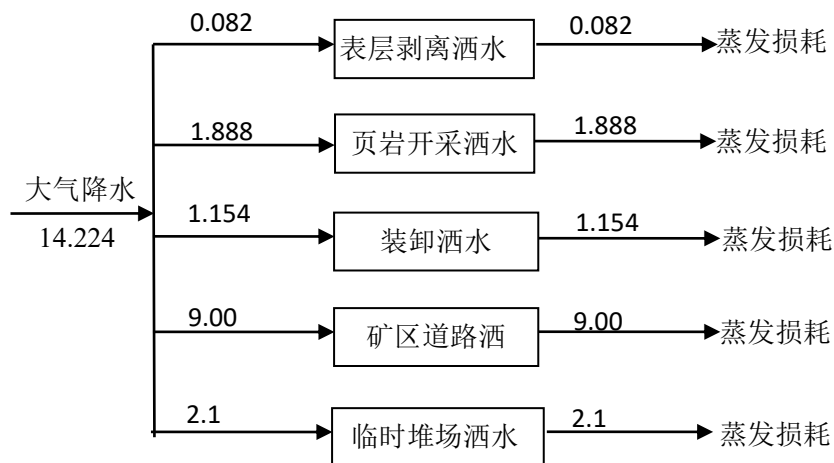 0.082 表层剥离洒水 0.082 蒸发损耗
1.888 页岩开采洒水 1.888 蒸发损耗
大气降水
14.224
1.154 装卸洒水 1.154 蒸发损耗
9.00 矿区道路洒 9.00 蒸发损耗
2.1 临时堆场洒水 2.1 蒸发损耗